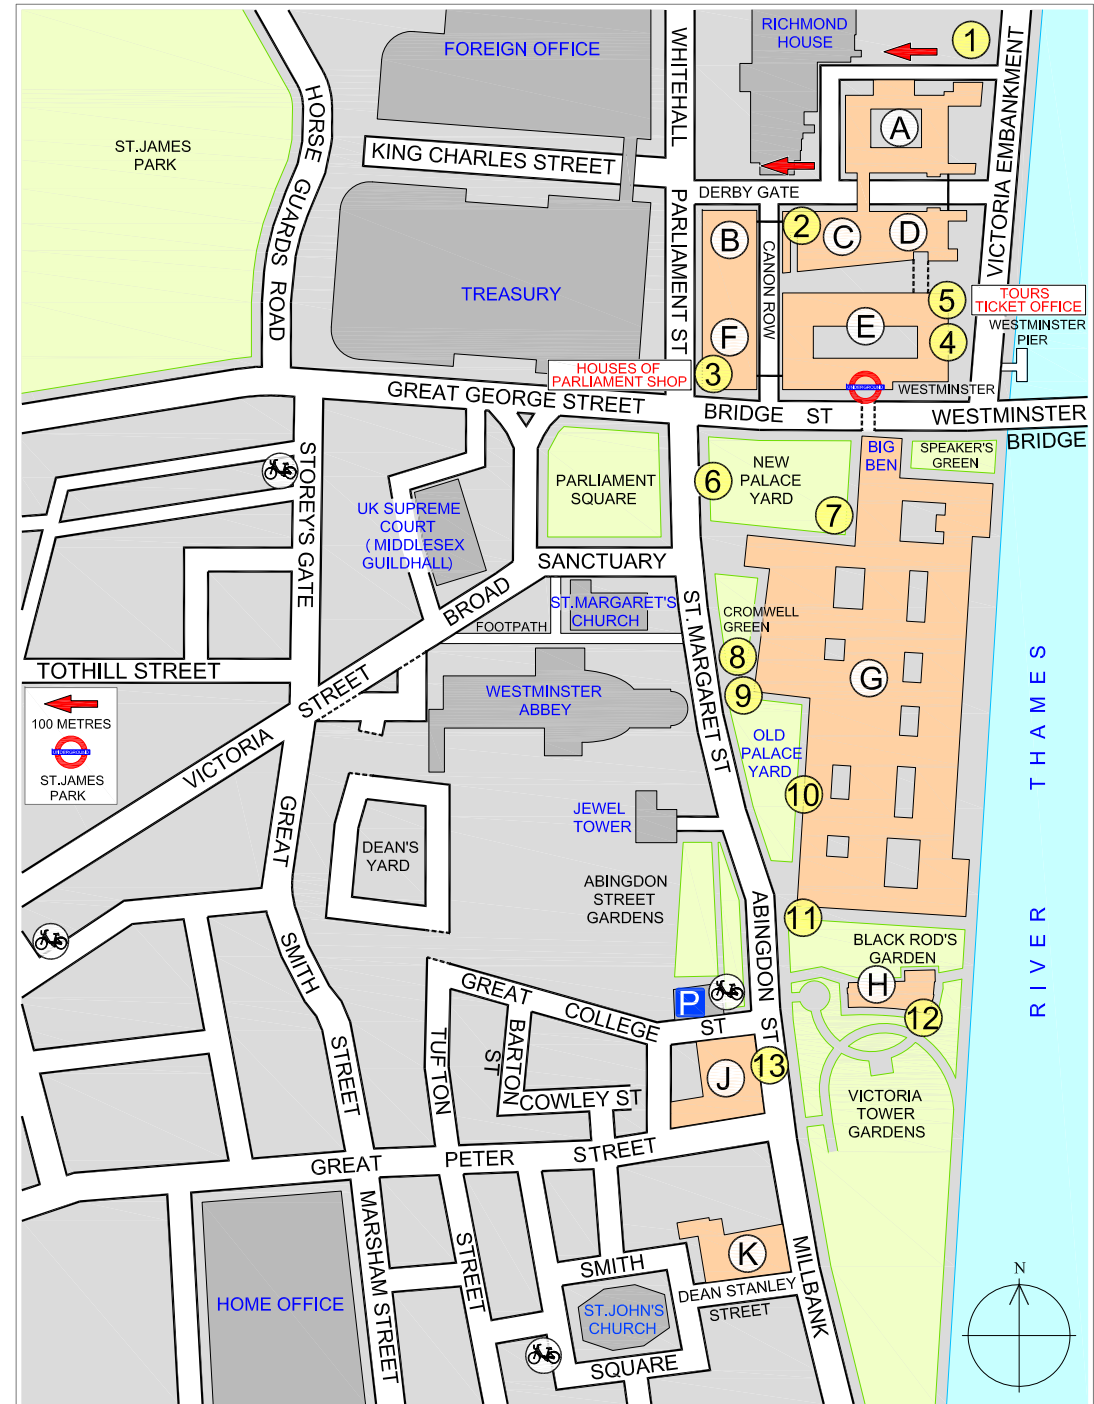 RICHMOND
HOUSE
1
FOREIGN OFFICE
WHITEHALL
HORSE GUARDS ROAD
ST.JAMES
PARK
KING CHARLES STREET
A
VICTORIA EMBANKMENT
DERBY GATE
PARLIAMENT ST
B
2
C
D
CANON ROW
TREASURY
5
TOURS
TICKET OFFICE
E
F
4
WESTMINSTER
PIER
HOUSES OF
PARLIAMENT SHOP
3
WESTMINSTER
GREAT GEORGE STREET
BRIDGE ST
WESTMINSTER
BRIDGE
BIG
BEN
SPEAKER'S
GREEN
STOREY'S GATE
PARLIAMENT
SQUARE
6
NEW
PALACE
YARD
7
UK SUPREME
COURT
( MIDDLESEX
GUILDHALL)
BROAD
SANCTUARY
ST.MARGARET'S
CHURCH
FOOTPATH
ST.MARGARET ST
CROMWELL
GREEN
8
G
9
TOTHILL STREET
VICTORIA STREET
WESTMINSTER
ABBEY
OLD
PALACE
YARD
10
100 METRES
ST.JAMES
PARK
RIVER THAMES
JEWEL
TOWER
DEAN'S
YARD
ABINGDON
STREET
GARDENS
ABINGDON ST
11
BLACK ROD'S
GARDEN
H
12
GREAT
SMITH
STREET
GREAT
COLLEGE
ST
P
TUFTON
BARTON
ST
COWLEY ST
J
13
VICTORIA
TOWER
GARDENS
GREAT
PETER
STREET
MARSHAM STREET
STREET
K
SMITH
DEAN STANLEY
STREET
MILLBANK
HOME OFFICE
ST.JOHN'S
CHURCH
SQUARE
N